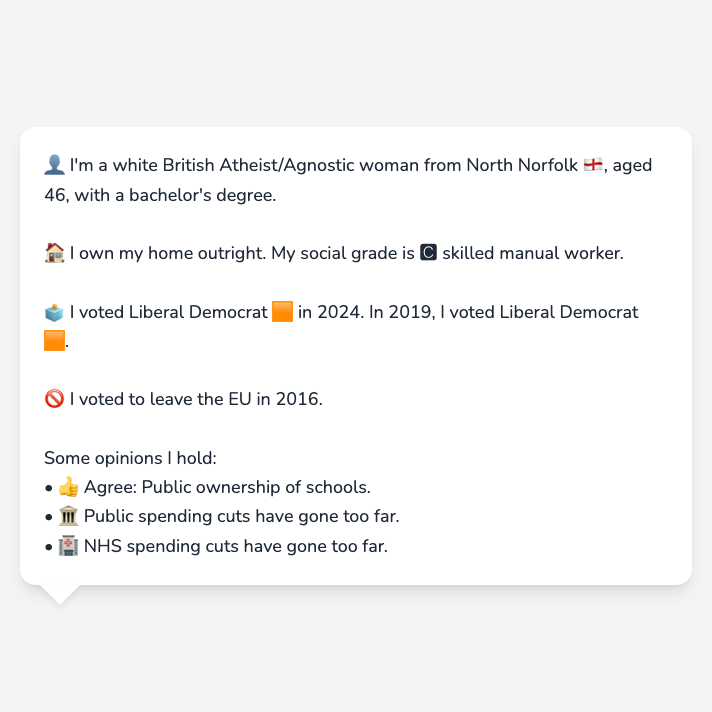 👤 I'm a white British Atheist/Agnostic woman from North Norfolk 🏴󠁧󠁢󠁥󠁮󠁧󠁿, aged
46, with a bachelor's degree.
🏠 I own my home outright. My social grade is 🅲 skilled manual worker.
🗳️ I voted Liberal Democrat 🟧 in 2024. In 2019, I voted Liberal Democrat
🟧.
🚫 I voted to leave the EU in 2016.
Some opinions I hold:
• 👍 Agree: Public ownership of schools.
• 🏛️ Public spending cuts have gone too far.
• 🏥 NHS spending cuts have gone too far.